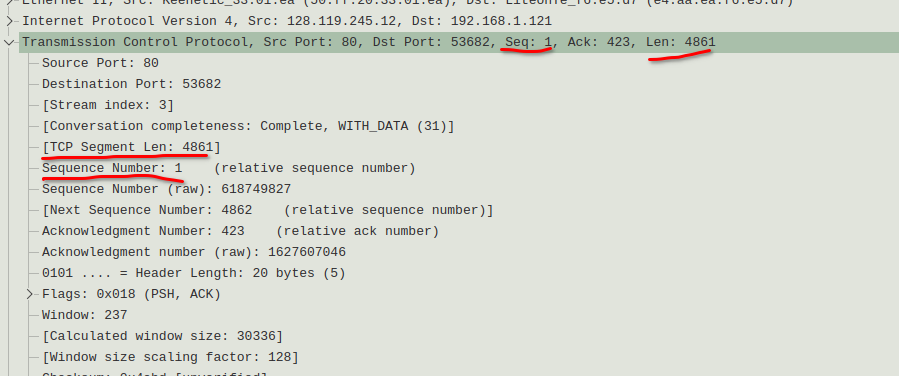 Ethernet II, Src: Keenetic_33:01:ea (50:ff:20:33:01:ea), Dst: LiteonTe_f6:e5:d7 (e4:aa:ea:f6:e5:d7)
Internet Protocol Version 4, Src: 128.119.245.12, Dst: 192.168.1.121
Transmission Control Protocol, Src Port: 80, Dst Port: 53682, Seq: 1, Ack: 423, Len: 4861
Source Port: 80
Destination Port: 53682
[Stream index: 3]
[Conversation completeness: Complete, WITH_DATA (31)]
[TCP Segment Len: 4861]
Sequence Number: 1    (relative sequence number)
Sequence Number (raw): 618749827
[Next Sequence Number: 4862    (relative sequence number)]
Acknowledgment Number: 423    (relative ack number)
Acknowledgment number (raw): 1627607046
0101 .... = Header Length: 20 bytes (5)
Flags: 0x018 (PSH, ACK)
Window: 237
[Calculated window size: 30336]
[Window size scaling factor: 128]